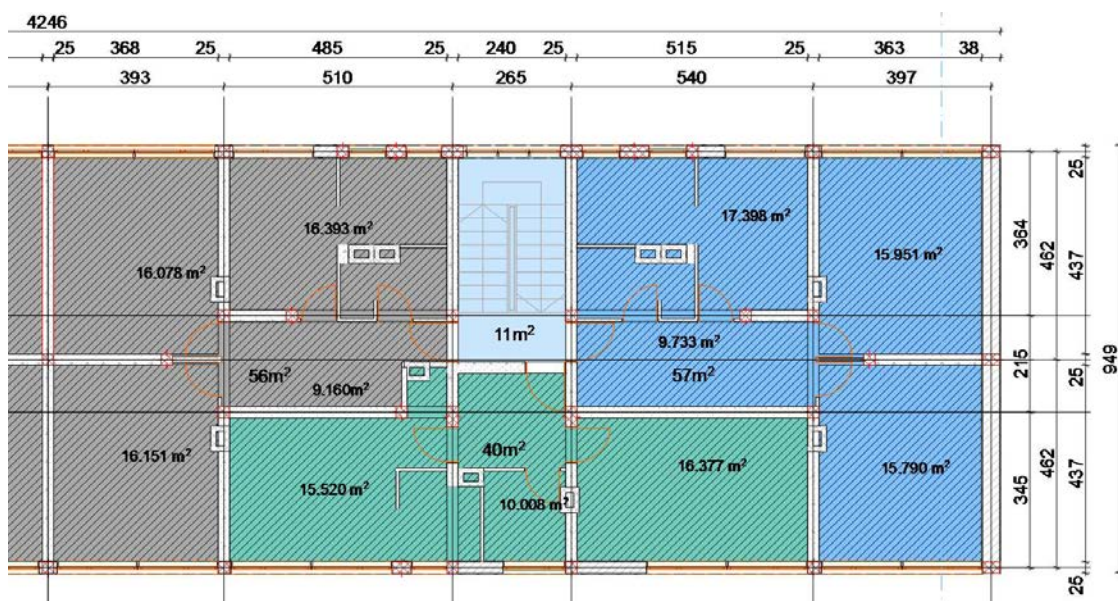 4246
25 368 25 485 25 240 25 515 25 363 38
393 510 265 540 397
25
364
462
437
16.393 m²
17.398 m²
16.078 m²
15.951 m²
11m²
9.733 m²
949
56m²
57m²
215
25
9.160m²
16.151 m²
40m²
16.377 m²
15.790 m²
15.520 m²
10.008 m²
345
462
437
25